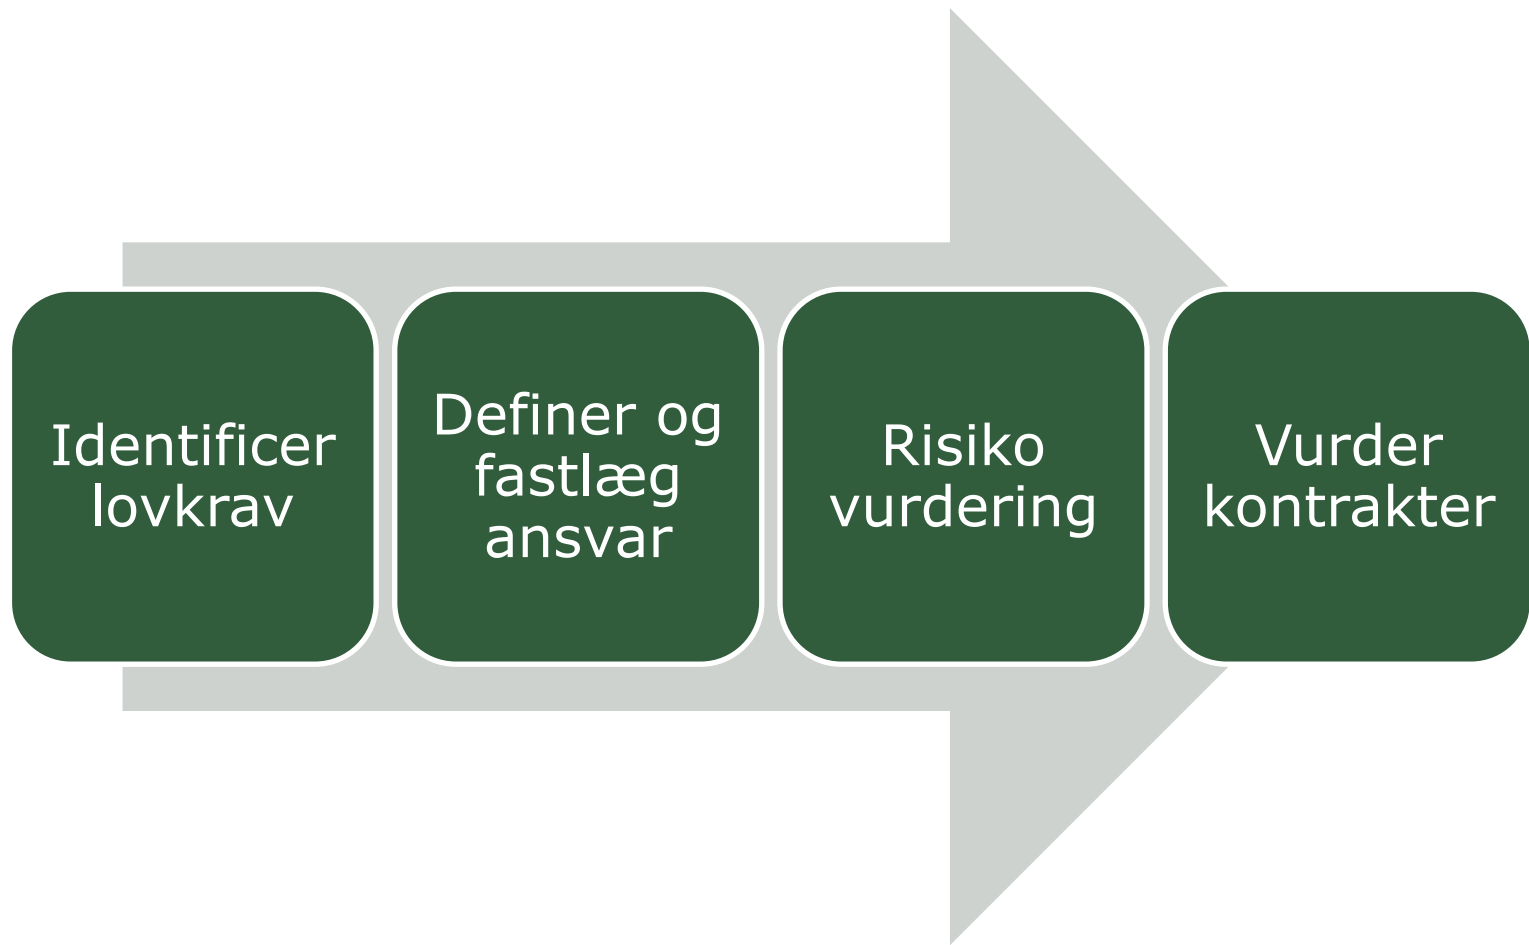 Identificer
lovkrav
Definer og
fastlæg
ansvar
Risiko
vurdering
Vurder
kontrakter